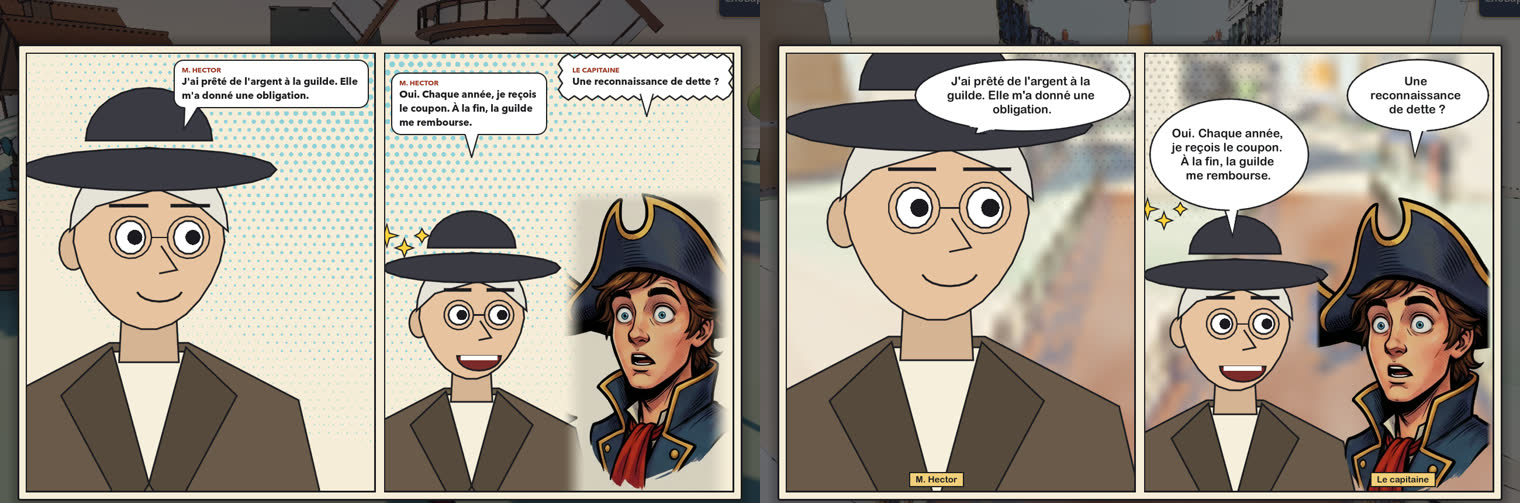 M. HECTOR
J'ai prêté de l'argent à la guilde. Elle
m'a donné une obligation.
M. HECTOR
Oui. Chaque année, je reçois
le coupon. À la fin, la guilde
me rembourse.
LE CAPITAINE
Une reconnaissance de dette ?
J'ai prêté de l'argent à la
guilde. Elle m'a donné une
obligation.
M. Hector
Oui. Chaque année,
je reçois le coupon.
À la fin, la guilde
me rembourse.
Une
reconnaissance
de dette ?
Le capitaine